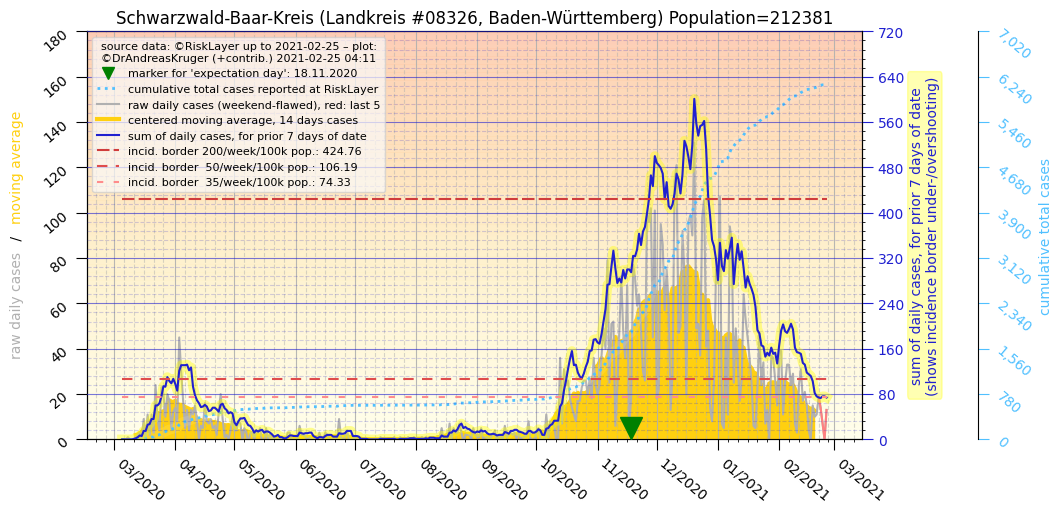 Schwarzwald-Baar-Kreis (Landkreis #08326, Baden-Württemberg) Population=212381
source data: ©RiskLayer up to 2021-02-25 – plot:
©DrAndreasKruger (+contrib.) 2021-02-25 04:11
marker for 'expectation day': 18.11.2020
cumulative total cases reported at RiskLayer
raw daily cases (weekend-flawed), red: last 5
centered moving average, 14 days cases
sum of daily cases, for prior 7 days of date
incid. border 200/week/100k pop.: 424.76
incid. border 50/week/100k pop.: 106.19
incid. border 35/week/100k pop.: 74.33
raw daily cases / moving average
180
160
140
120
100
80
60
40
20
0
03/2020
04/2020
05/2020
06/2020
07/2020
08/2020
09/2020
10/2020
11/2020
12/2020
01/2021
02/2021
03/2021
720
640
560
480
400
320
240
160
80
0
sum of daily cases, for prior 7 days of date
(shows incidence border under-/overshooting)
7,020
6,240
5,460
4,680
3,900
3,120
2,340
1,560
780
0
cumulative total cases